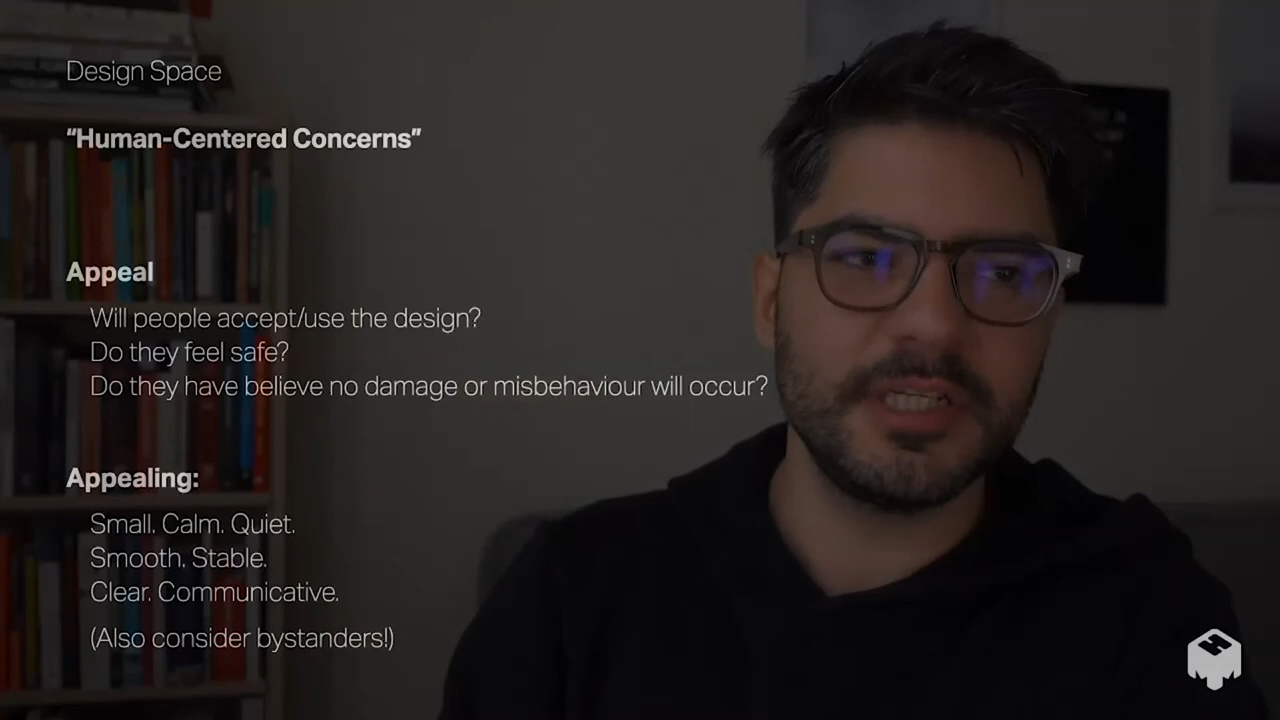 Design Space
“Human-Centered Concerns”
Appeal
Will people accept/use the design?
Do they feel safe?
Do they have believe no damage or misbehaviour will occur?
Appealing:
Small. Calm. Quiet.
Smooth. Stable.
Clear. Communicative.
(Also consider bystanders!)